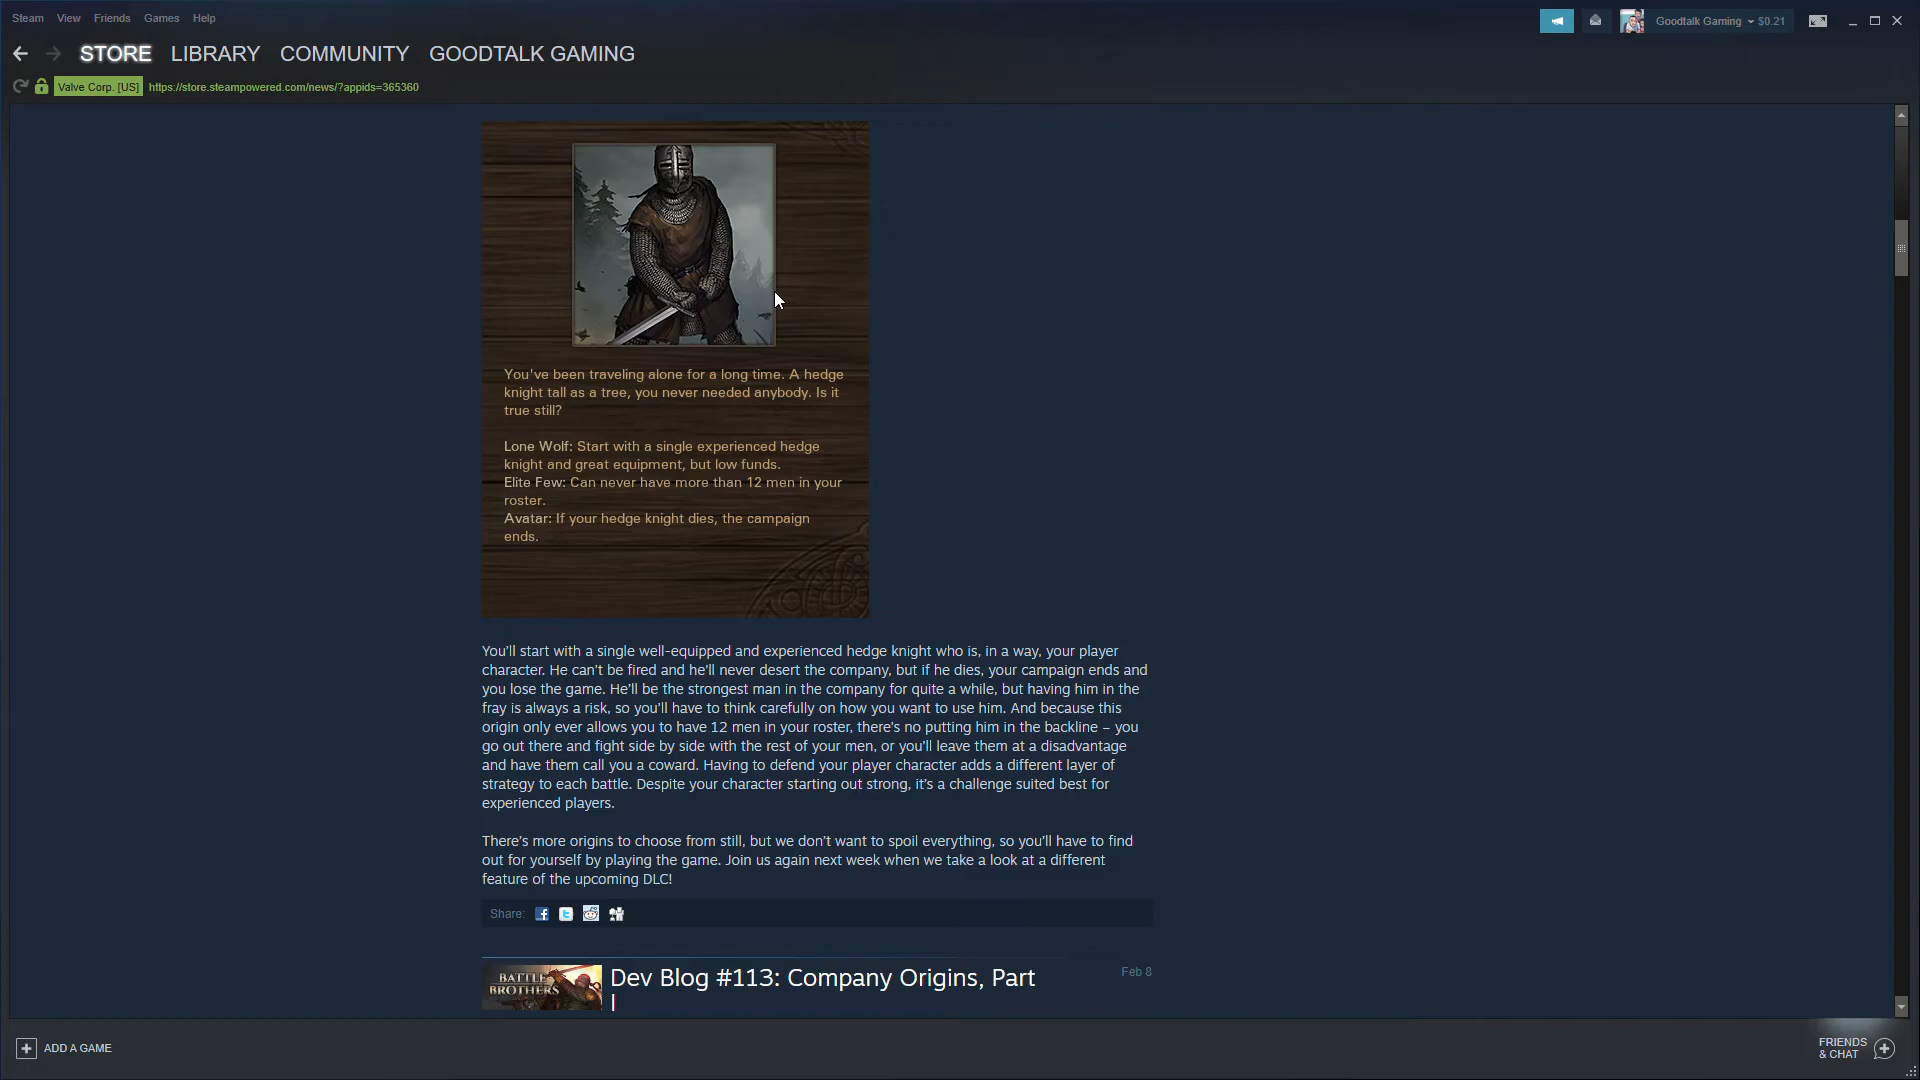 Steam View Friends Games Help
Goodtalk Gaming $0.21
STORE LIBRARY COMMUNITY GOODTALK GAMING
Valve Corp. [US] https://store.steampowered.com/news/?appids=365360
You've been traveling alone for a long time. A hedge
knight tall as a tree, you never needed anybody. Is it
true still?
Lone Wolf: Start with a single experienced hedge
knight and great equipment, but low funds.
Elite Few: Can never have more than 12 men in your
roster.
Avatar: If your hedge knight dies, the campaign
ends.
You’ll start with a single well-equipped and experienced hedge knight who is, in a way, your player
character. He can’t be fired and he’ll never desert the company, but if he dies, your campaign ends and
you lose the game. He’ll be the strongest man in the company for quite a while, but having him in the
fray is always a risk, so you’ll have to think carefully on how you want to use him. And because this
origin only ever allows you to have 12 men in your roster, there’s no putting him in the backline – you
go out there and fight side by side with the rest of your men, or you’ll leave them at a disadvantage
and have them call you a coward. Having to defend your player character adds a different layer of
strategy to each battle. Despite your character starting out strong, it’s a challenge suited best for
experienced players.
There’s more origins to choose from still, but we don’t want to spoil everything, so you’ll have to find
out for yourself by playing the game. Join us again next week when we take a look at a different
feature of the upcoming DLC!
Share:
BATTLE
BROTHERS
Dev Blog #113: Company Origins, Part
I
Feb 8
ADD A GAME
FRIENDS
& CHAT